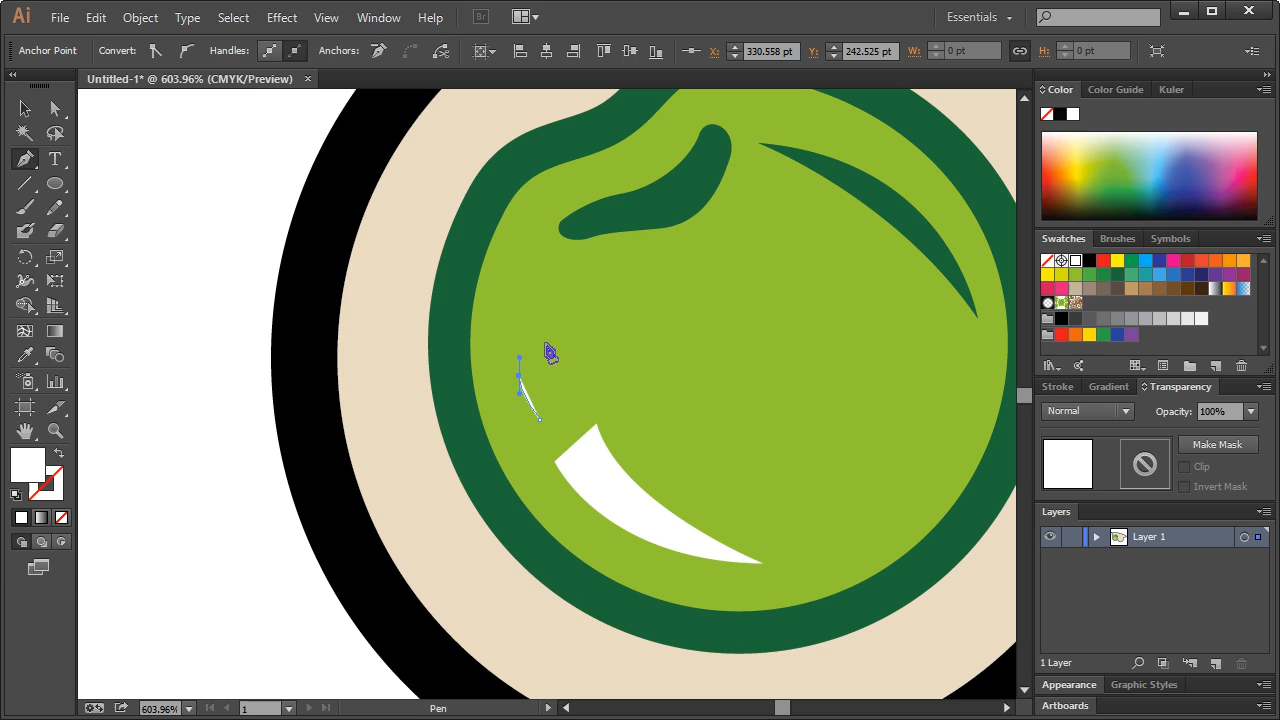 Ai File Edit Object Type Select Effect View Window Help Br Essentials
Anchor Point Convert: Handles: Anchors: X: 330.558 pt Y: 242.525 pt W: 0 pt H: 0 pt
Untitled-1* @ 603.96% (CMYK/Preview)
Color Color Guide Kuler
Swatches Brushes Symbols
Stroke Gradient Transparency
Normal Opacity: 100%
Make Mask
Clip
Invert Mask
Layers
Layer 1
1 Layer
Appearance Graphic Styles
Artboards
603.96% 1 Pen